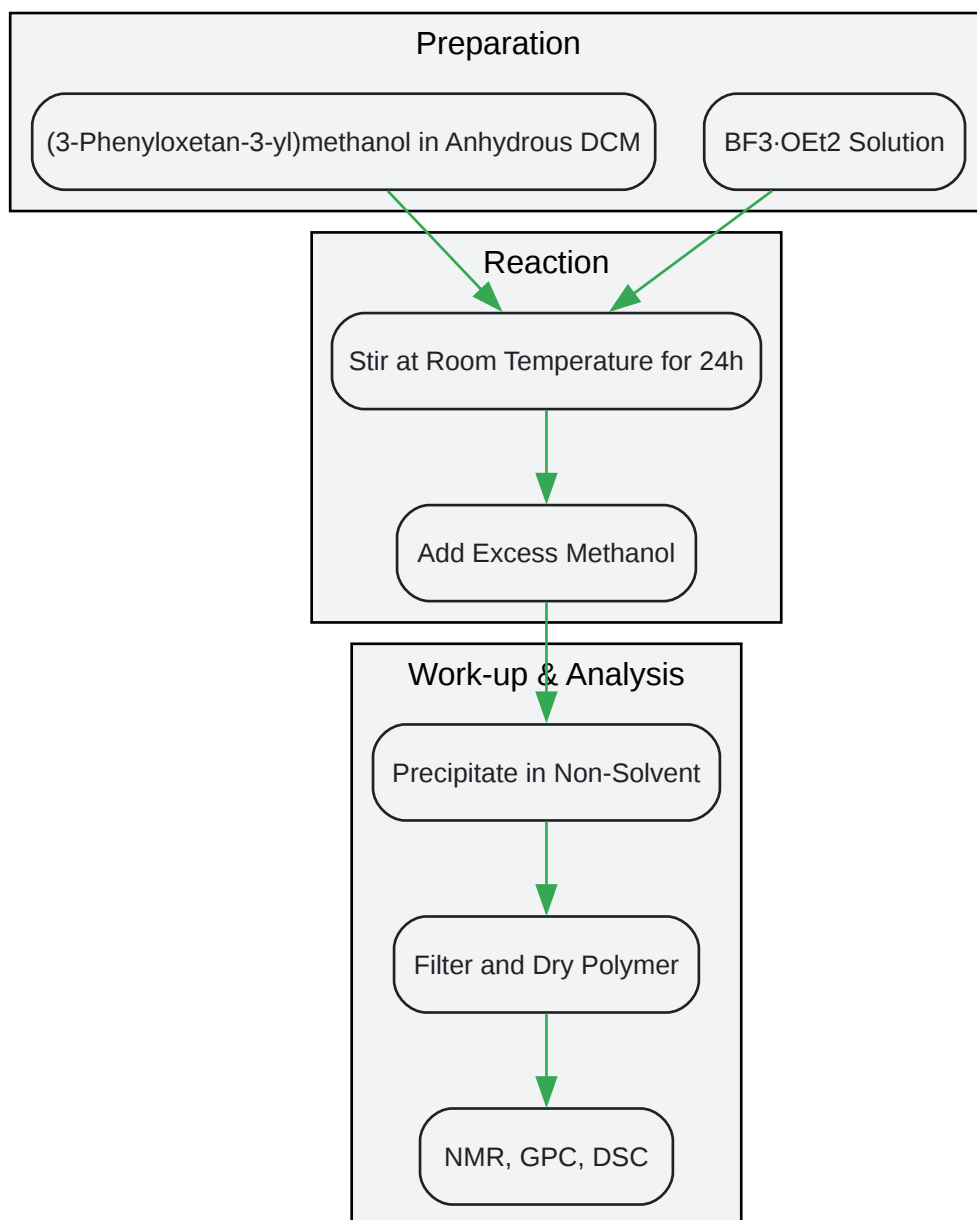 Preparation
(3-Phenyloxetan-3-yl)methanol in Anhydrous DCM
BF3·OEt2 Solution
Reaction
Stir at Room Temperature for 24h
Add Excess Methanol
Work-up & Analysis
Precipitate in Non-Solvent
Filter and Dry Polymer
NMR, GPC, DSC